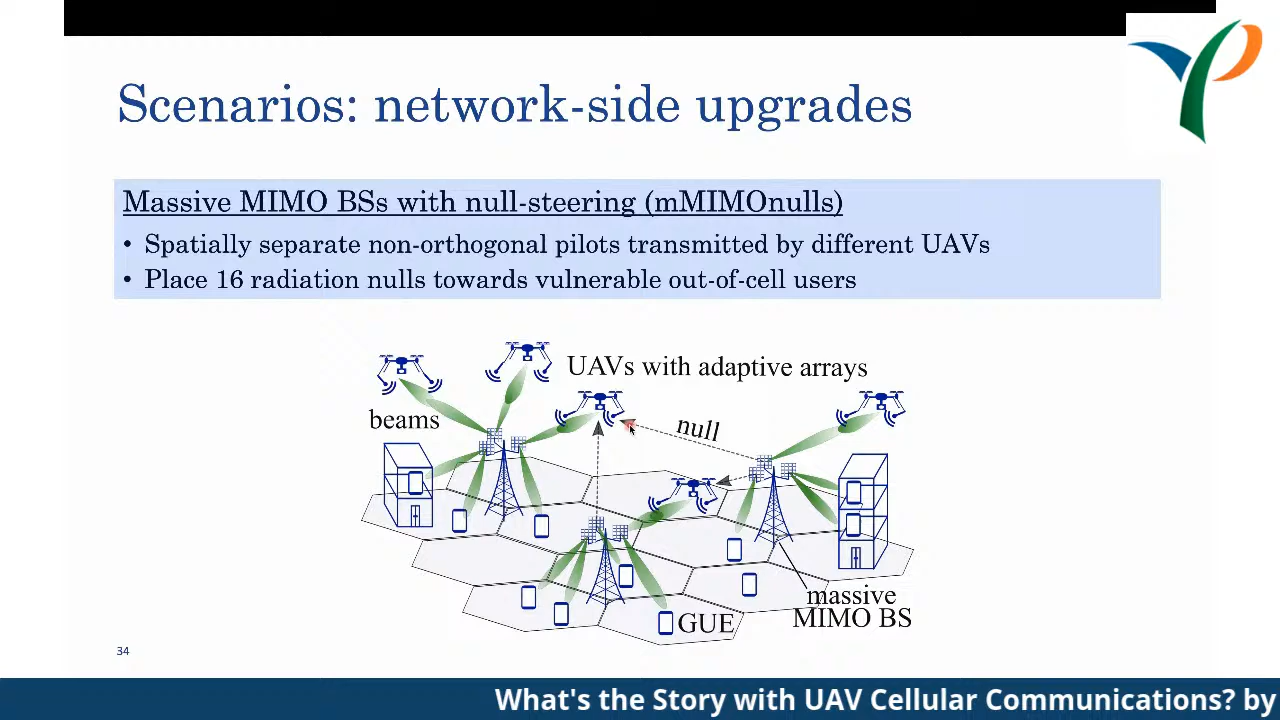 Scenarios: network-side upgrades
Massive MIMO BSs with null-steering (mMIMOnulls)
• Spatially separate non-orthogonal pilots transmitted by different UAVs
• Place 16 radiation nulls towards vulnerable out-of-cell users
UAVs with adaptive arrays
beams
null
massive
MIMO BS
GUE
34
What's the Story with UAV Cellular Communications? by